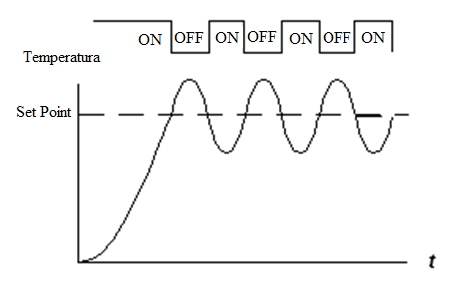 ON OFF ON OFF ON OFF ON
Temperatura
Set Point
t